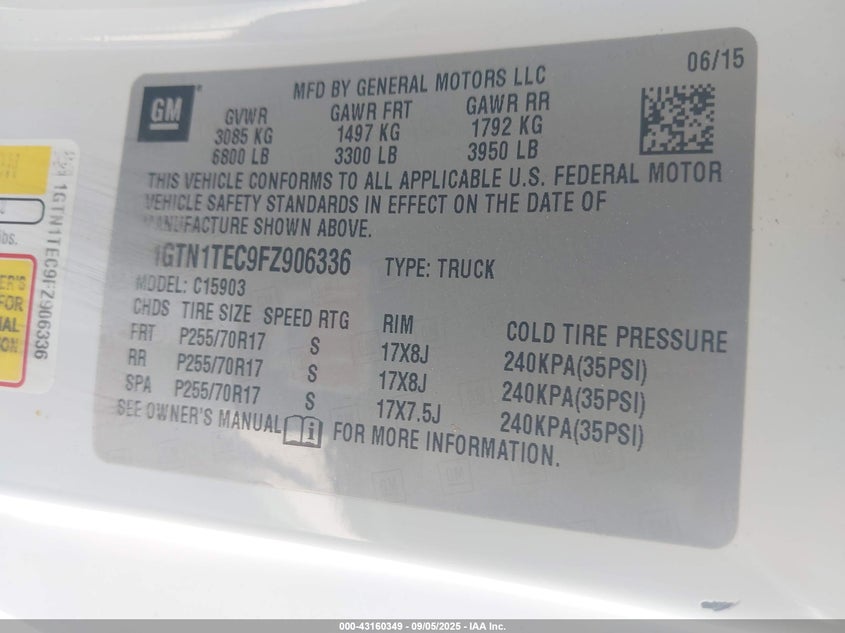 06/15
MFD BY GENERAL MOTORS LLC
GM
GVWR GAWR FRT GAWR RR
3085 KG 1497 KG 1792 KG
6800 LB 3300 LB 3950 LB
THIS VEHICLE CONFORMS TO ALL APPLICABLE U.S. FEDERAL MOTOR
VEHICLE SAFETY STANDARDS IN EFFECT ON THE DATE OF
MANUFACTURE SHOWN ABOVE.
1GTN1TEC9FZ906336 TYPE: TRUCK
MODEL: C15903
CHDS TIRE SIZE SPEED RTG RIM COLD TIRE PRESSURE
FRT P255/70R17 S 17X8J 240KPA(35PSI)
RR P255/70R17 S 17X8J 240KPA(35PSI)
SPA P255/70R17 S 17X7.5J 240KPA(35PSI)
SEE OWNER'S MANUAL i FOR MORE INFORMATION.
1GTN1TEC9FZ906336
lbs.
ER'S
FOR
000-43160349 - 09/05/2025 - IAA Inc.